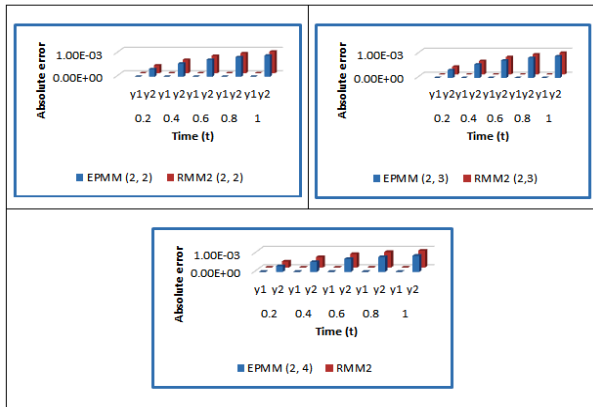 Absolute error
1.00E-03
0.00E+00
y1 y2 y1 y2 y1 y2 y1 y2 y1 y2
0.2 0.4 0.6 0.8 1
Time (t)
EPMM (2, 2) RMM2 (2, 2)
Absolute error
1.00E-03
0.00E+00
y1 y2 y1 y2 y1 y2 y1 y2 y1 y2
0.2 0.4 0.6 0.8 1
Time (t)
EPMM (2, 3) RMM2 (2,3)
Absolute error
1.00E-03
0.00E+00
y1 y2 y1 y2 y1 y2 y1 y2 y1 y2
0.2 0.4 0.6 0.8 1
Time (t)
EPMM (2, 4) RMM2